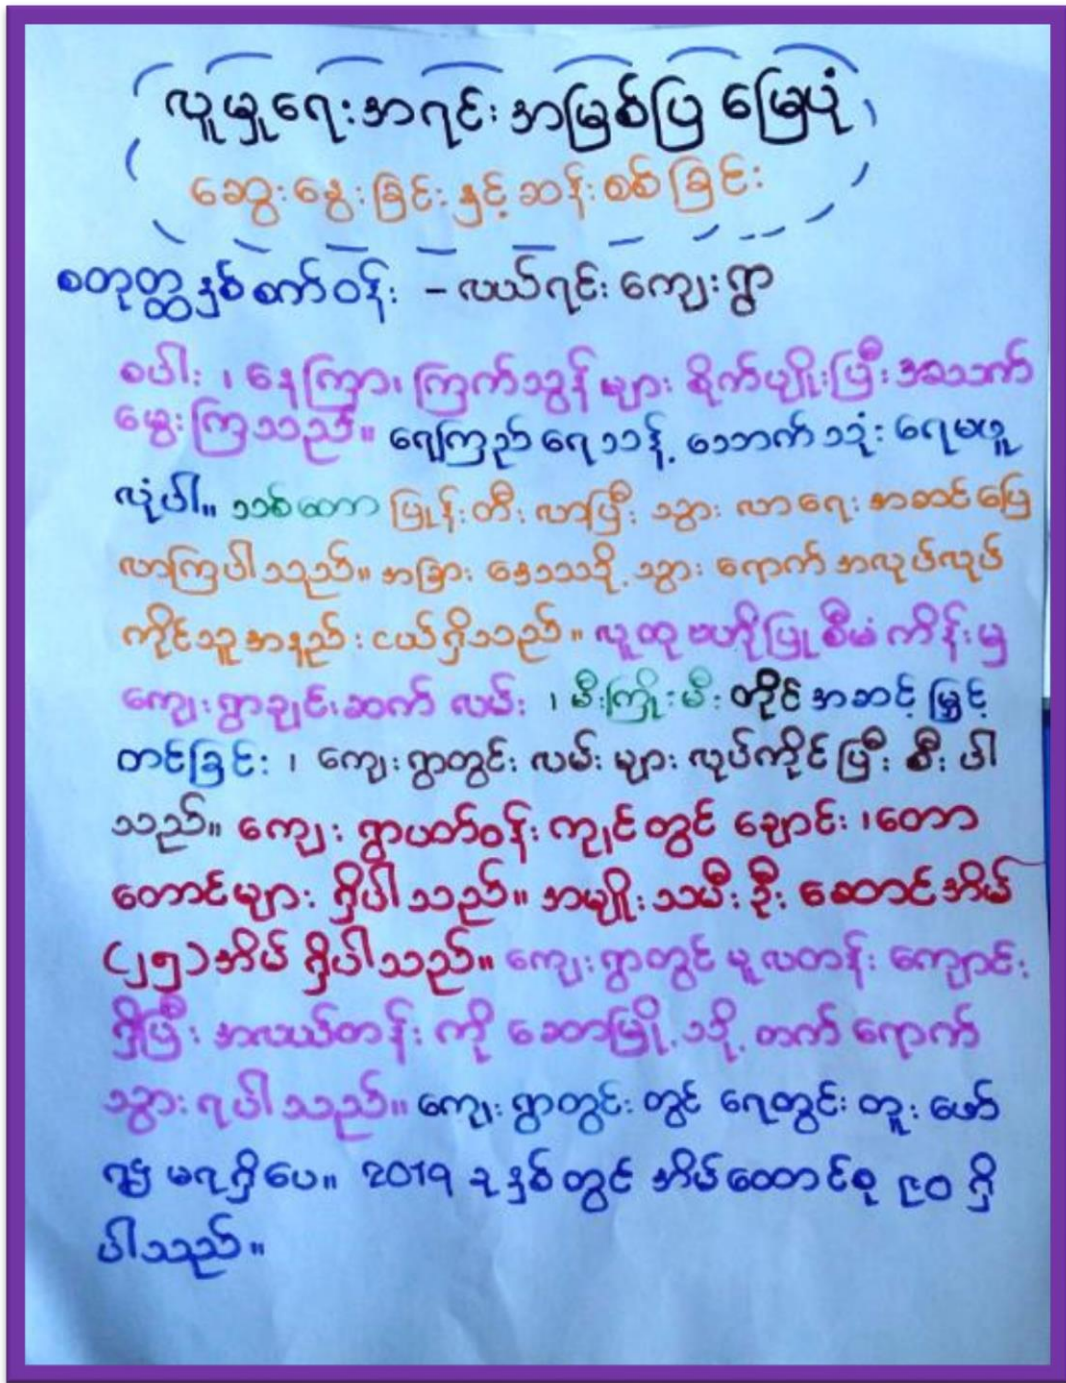 လူမှုရေးအရင်းအမြစ်ပြ မြေပုံ
ဆွေးနွေးခြင်းနှင့်ဆန်းစစ်ခြင်း
စတုတ္ထနှစ်စက်ဝန်း - လယ်ရင်းကျေးရွာ
စပါး၊ နေကြာ၊ ကြက်သွန်များ စိုက်ပျိုးပြီးအသက်
မွေးကြသည်။ ရေကြည်ရေသန့် သောက်သုံးရေမဖူ
လုံပါ။ သစ်တော ပြုန်းတီးလာပြီး သွားလာရေး အဆင်ပြေ
လာကြပါသည်။ အခြားဒေသသို့ သွားရောက်အလုပ်လုပ်
ကိုင်သူအနည်းငယ်ရှိသည်။ လူထုဗဟိုပြုစီမံကိန်းမှ
ကျေးရွာချင်းဆက်လမ်း ၊ မီးကြိုးမီးတိုင်အဆင့်မြှင့်
တင်ခြင်း ၊ ကျေးရွာတွင်းလမ်းများလုပ်ကိုင်ပြီးစီးပါ
သည်။ ကျေးရွာပတ်ဝန်းကျင်တွင် ချောင်း၊တော
တောင်များရှိပါသည်။ အမျိုးသမီးဦးဆောင်အိမ်
(၂၅)အိမ်ရှိပါသည်။ ကျေးရွာတွင် မူလတန်းကျောင်း
ရှိပြီး အလယ်တန်းကို ဆောမြို့သို့ တက်ရောက်
သွားရပါသည်။ ကျေးရွာတွင်းတွင် ရေတွင်းတူးဖော်
၍မရရှိပေ။ 2019 ခုနှစ်တွင် အိမ်ထောင်စု ၉၀ ရှိ
ပါသည်။